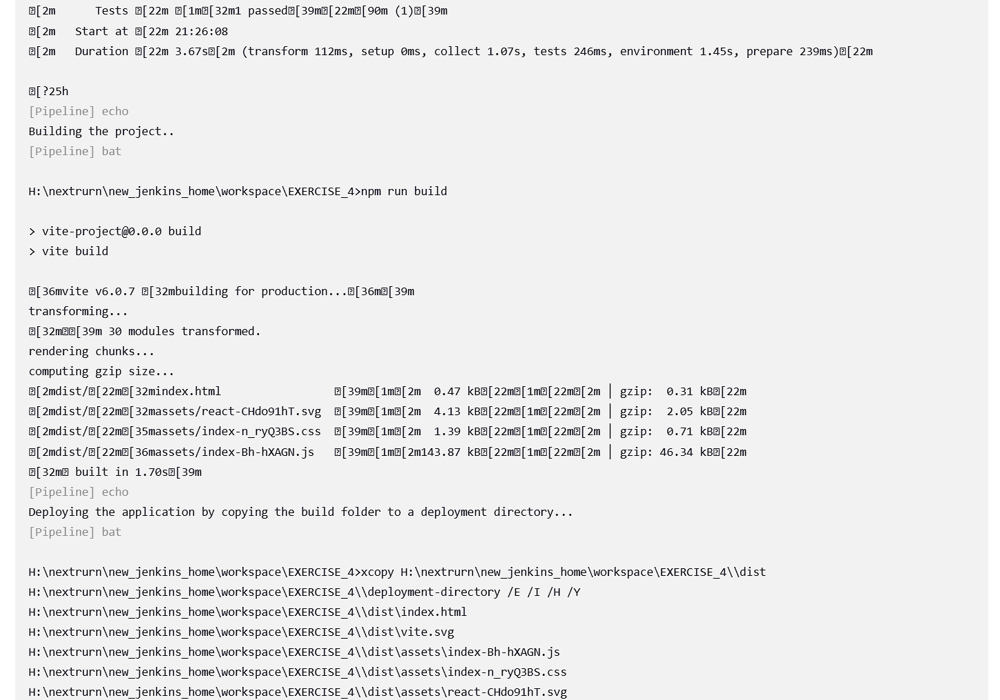 ␛[2m      Tests ␛[22m ␛[1m␛[32m1 passed␛[39m␛[22m␛[90m (1)␛[39m
␛[2m   Start at ␛[22m 21:26:08
␛[2m   Duration ␛[22m 3.67s␛[2m (transform 112ms, setup 0ms, collect 1.07s, tests 246ms, environment 1.45s, prepare 239ms)␛[22m
␛[?25h
[Pipeline] echo
Building the project..
[Pipeline] bat
H:\nextrurn\new_jenkins_home\workspace\EXERCISE_4>npm run build
> vite-project@0.0.0 build
> vite build
␛[36mvite v6.0.7 ␛[32mbuilding for production...␛[36m␛[39m
transforming...
␛[32m␛␛[39m 30 modules transformed.
rendering chunks...
computing gzip size...
␛[2mdist/␛[22m␛[32mindex.html                 ␛[39m␛[1m␛[2m  0.47 kB␛[22m␛[1m␛[22m␛[2m │ gzip:  0.31 kB␛[22m
␛[2mdist/␛[22m␛[32massets/react-CHdo91hT.svg  ␛[39m␛[1m␛[2m  4.13 kB␛[22m␛[1m␛[22m␛[2m │ gzip:  2.05 kB␛[22m
␛[2mdist/␛[22m␛[35massets/index-n_ryQ3BS.css  ␛[39m␛[1m␛[2m  1.39 kB␛[22m␛[1m␛[22m␛[2m │ gzip:  0.71 kB␛[22m
␛[2mdist/␛[22m␛[36massets/index-Bh-hXAGN.js   ␛[39m␛[1m␛[2m143.87 kB␛[22m␛[1m␛[22m␛[2m │ gzip: 46.34 kB␛[22m
␛[32m␛ built in 1.70s␛[39m
[Pipeline] echo
Deploying the application by copying the build folder to a deployment directory...
[Pipeline] bat
H:\nextrurn\new_jenkins_home\workspace\EXERCISE_4>xcopy H:\nextrurn\new_jenkins_home\workspace\EXERCISE_4\\dist
H:\nextrurn\new_jenkins_home\workspace\EXERCISE_4\\deployment-directory /E /I /H /Y
H:\nextrurn\new_jenkins_home\workspace\EXERCISE_4\\dist\index.html
H:\nextrurn\new_jenkins_home\workspace\EXERCISE_4\\dist\vite.svg
H:\nextrurn\new_jenkins_home\workspace\EXERCISE_4\\dist\assets\index-Bh-hXAGN.js
H:\nextrurn\new_jenkins_home\workspace\EXERCISE_4\\dist\assets\index-n_ryQ3BS.css
H:\nextrurn\new_jenkins_home\workspace\EXERCISE_4\\dist\assets\react-CHdo91hT.svg